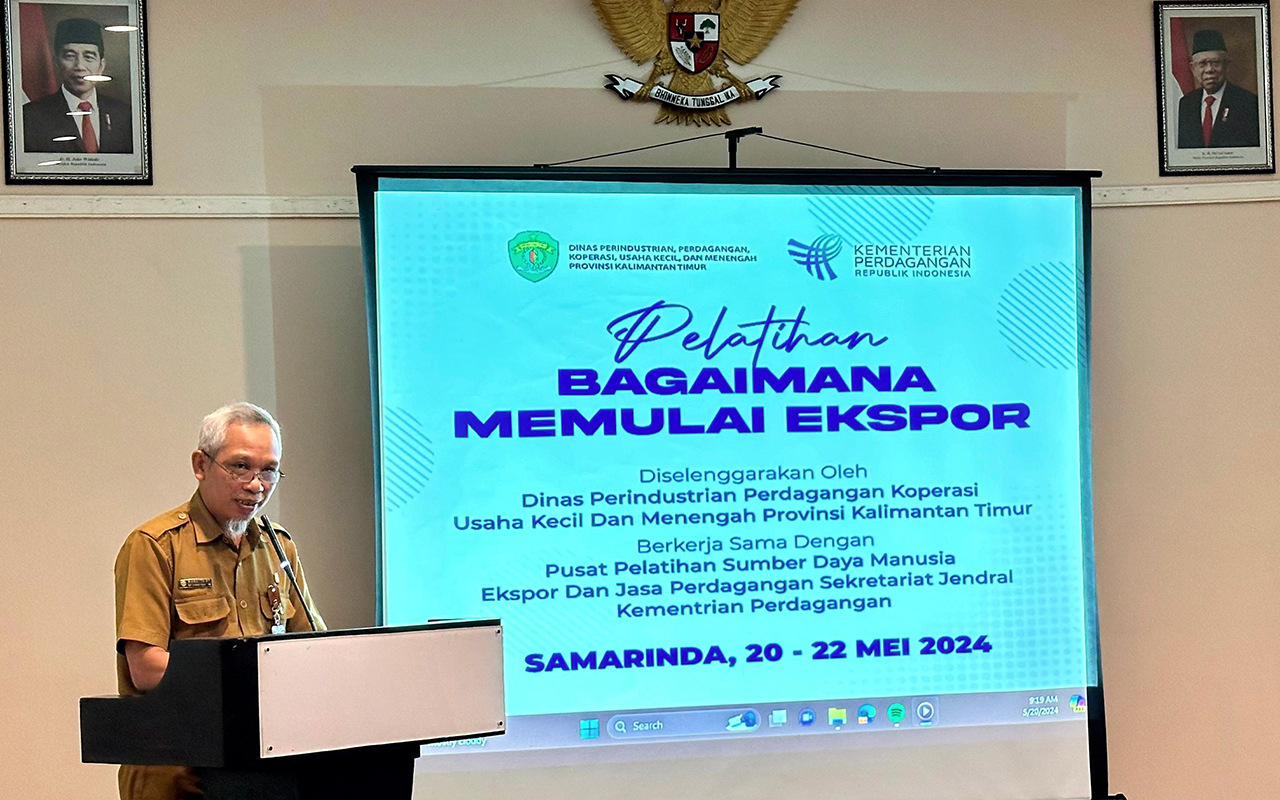 BHINNEKA TUNGGAL IKA
DINAS PERINDUSTRIAN, PERDAGANGAN,
KOPERASI, USAHA KECIL, DAN MENENGAH
PROVINSI KALIMANTAN TIMUR
KEMENTERIAN
PERDAGANGAN
REPUBLIK INDONESIA
Pelatihan
BAGAIMANA
MEMULAI EKSPOR
Diselenggarakan Oleh
Dinas Perindustrian Perdagangan Koperasi
Usaha Kecil Dan Menengah Provinsi Kalimantan Timur
Berkerja Sama Dengan
Pusat Pelatihan Sumber Daya Manusia
Ekspor Dan Jasa Perdagangan Sekretariat Jendral
Kementrian Perdagangan
SAMARINDA, 20 - 22 MEI 2024
Search
9:19 AM
5/20/2024
cloudy